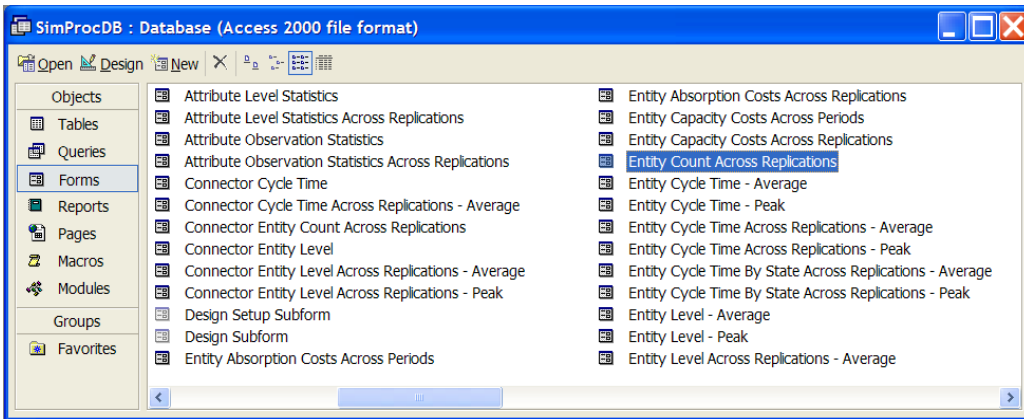 SimProcDB : Database (Access 2000 file format)
Open Design New
Objects
Tables
Queries
Forms
Reports
Pages
Macros
Modules
Groups
Favorites
Attribute Level Statistics
Attribute Level Statistics Across Replications
Attribute Observation Statistics
Attribute Observation Statistics Across Replications
Connector Cycle Time
Connector Cycle Time Across Replications - Average
Connector Entity Count Across Replications
Connector Entity Level
Connector Entity Level Across Replications - Average
Connector Entity Level Across Replications - Peak
Design Setup Subform
Design Subform
Entity Absorption Costs Across Periods
Entity Absorption Costs Across Replications
Entity Capacity Costs Across Periods
Entity Capacity Costs Across Replications
Entity Count Across Replications
Entity Cycle Time - Average
Entity Cycle Time - Peak
Entity Cycle Time Across Replications - Average
Entity Cycle Time Across Replications - Peak
Entity Cycle Time By State Across Replications - Average
Entity Cycle Time By State Across Replications - Peak
Entity Level - Average
Entity Level - Peak
Entity Level Across Replications - Average